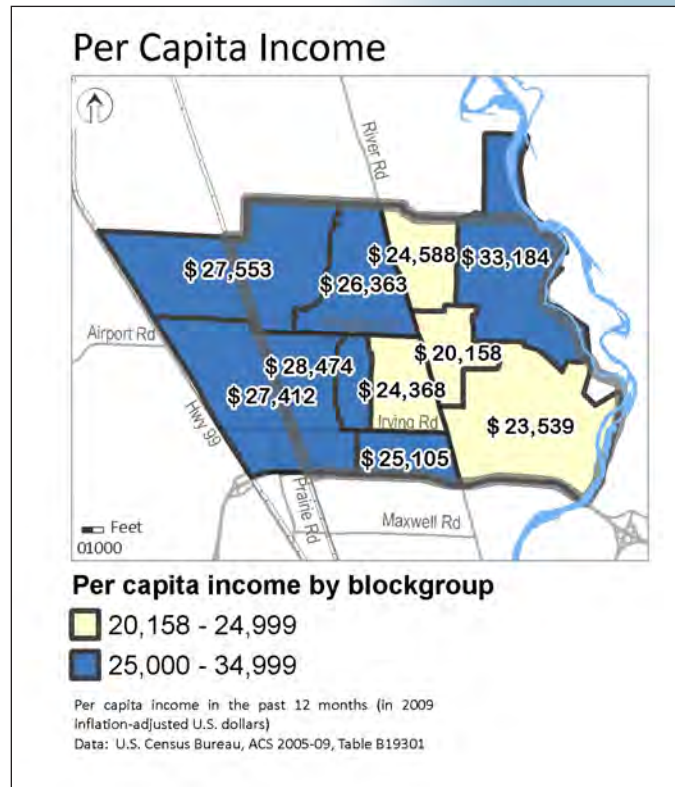 Per Capita Income
River Rd
$ 24,588
$ 33,184
$ 27,553
$ 26,363
Airport Rd
$ 20,158
$ 28,474
$ 24,368
$ 27,412
Hwy 99
Irving Rd
$ 23,539
$ 25,105
Prairie Rd
Maxwell Rd
Feet
01000
Per capita income by blockgroup
20,158 - 24,999
25,000 - 34,999
Per capita income in the past 12 months (in 2009
inflation-adjusted U.S. dollars)
Data: U.S. Census Bureau, ACS 2005-09, Table B19301